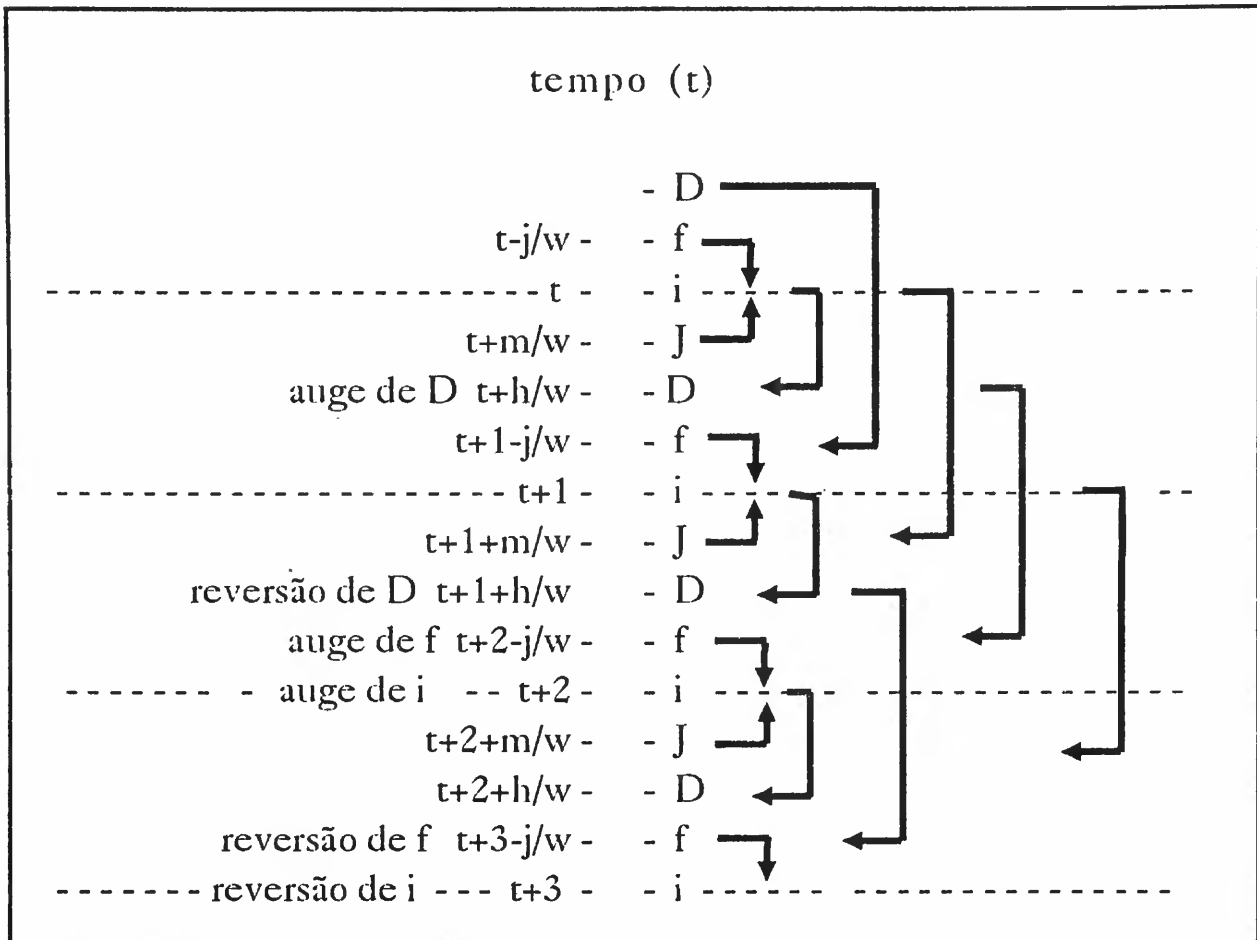 tempo (t)
- D
t-j/w - - f
t - - i
t+m/w - - J
auge de D t+h/w - - D
t+1-j/w - - f
t+1 - - i
t+1+m/w - - J
reversão de D t+1+h/w - D
auge de f t+2-j/w - - f
auge de i -- t+2 - - i
t+2+m/w - - J
t+2+h/w - - D
reversão de f t+3-j/w - - f
reversão de i --- t+3 - - i